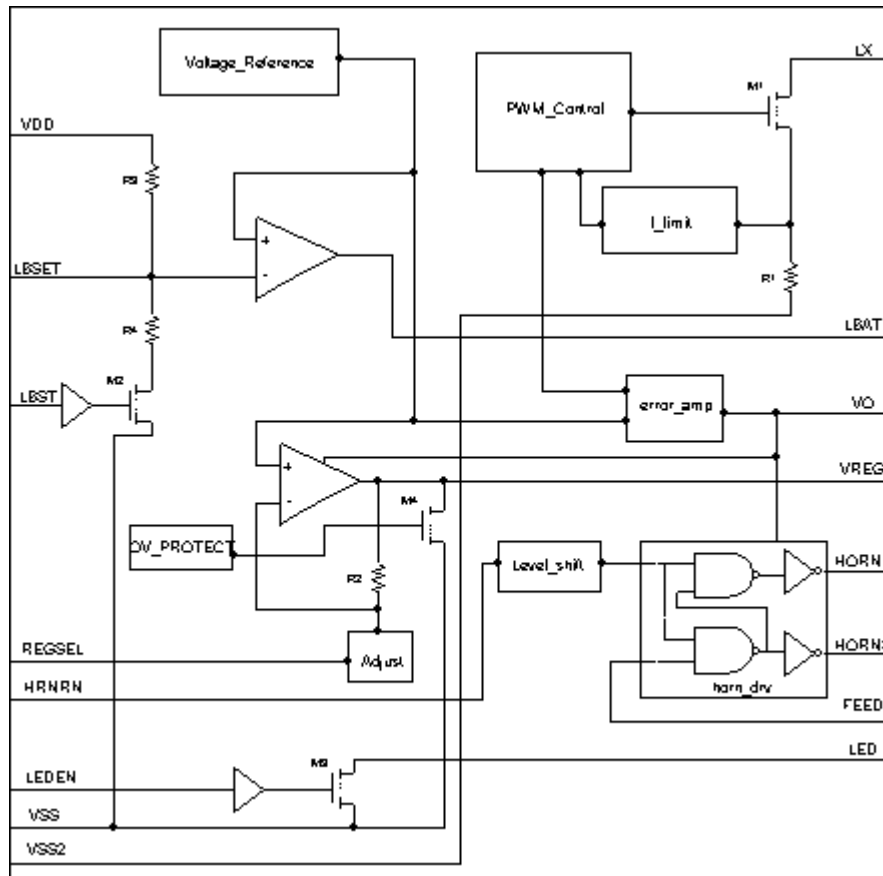 Voltage_Reference
LX
M1
PWM_Control
VDD
R3
I_limit
+
-
LBSET
R1
R4
LBAT
M2
LBST
error_amp
VO
+
-
VREG
M4
OV_PROTECT
Level_shift
HORN
R2
REGSEL
Adjust
HORNS
HRNRN
horn_drv
FEED
LED
M3
LEDEN
VSS
VSS2